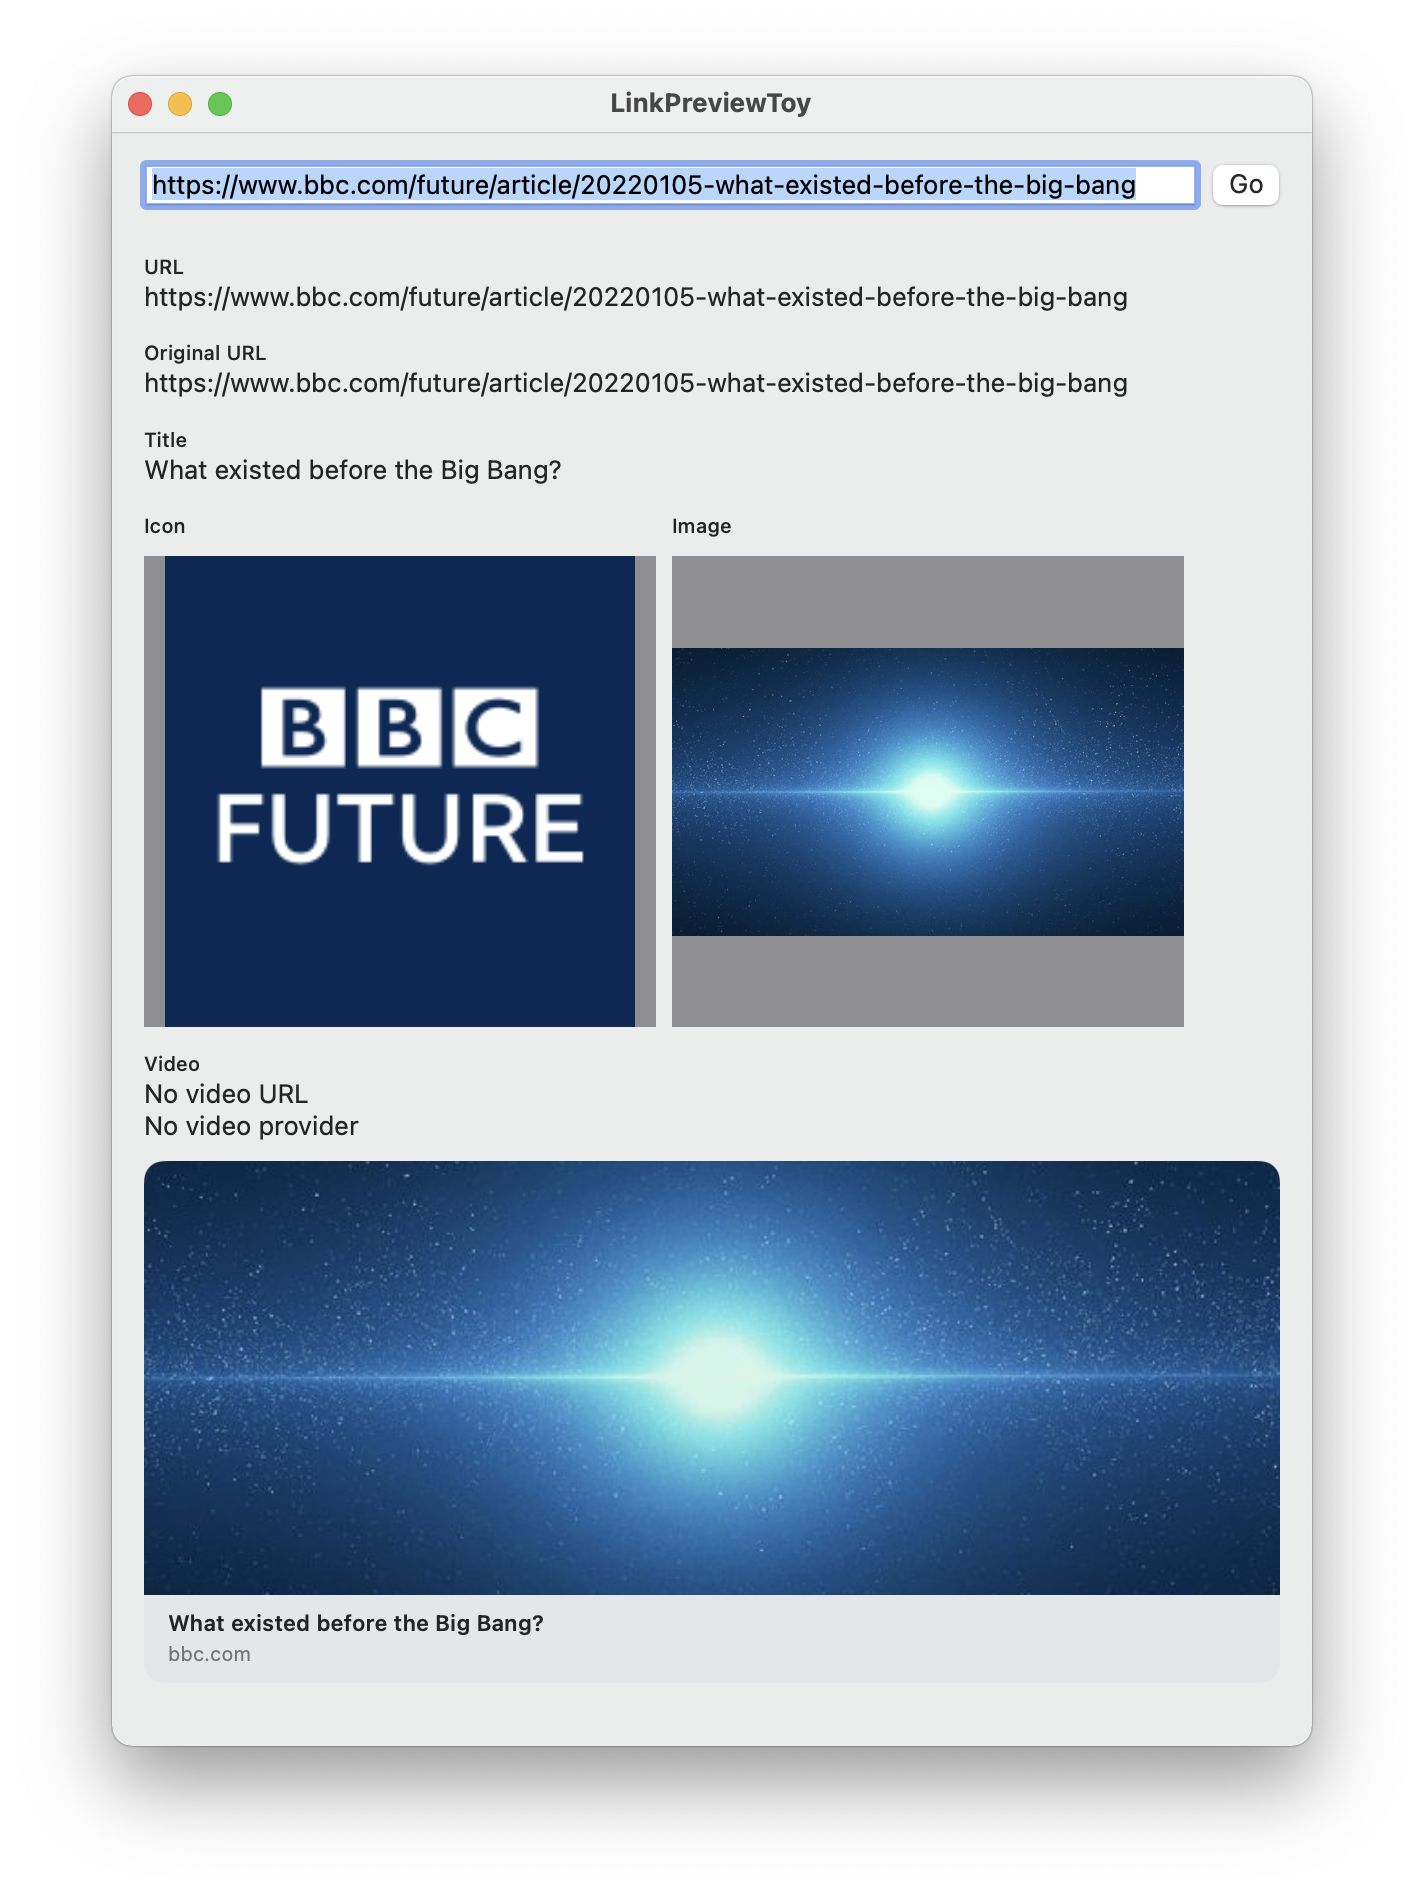 LinkPreviewToy
https://www.bbc.com/future/article/20220105-what-existed-before-the-big-bang Go
URL
https://www.bbc.com/future/article/20220105-what-existed-before-the-big-bang
Original URL
https://www.bbc.com/future/article/20220105-what-existed-before-the-big-bang
Title
What existed before the Big Bang?
Icon Image
BBC
FUTURE
Video
No video URL
No video provider
What existed before the Big Bang?
bbc.com